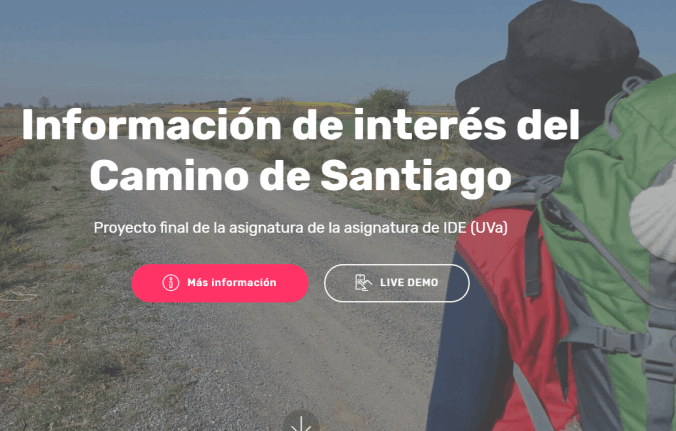 Información de interés del
Camino de Santiago
Proyecto final de la asignatura de la asignatura de IDE (UVa)
Más información
LIVE DEMO